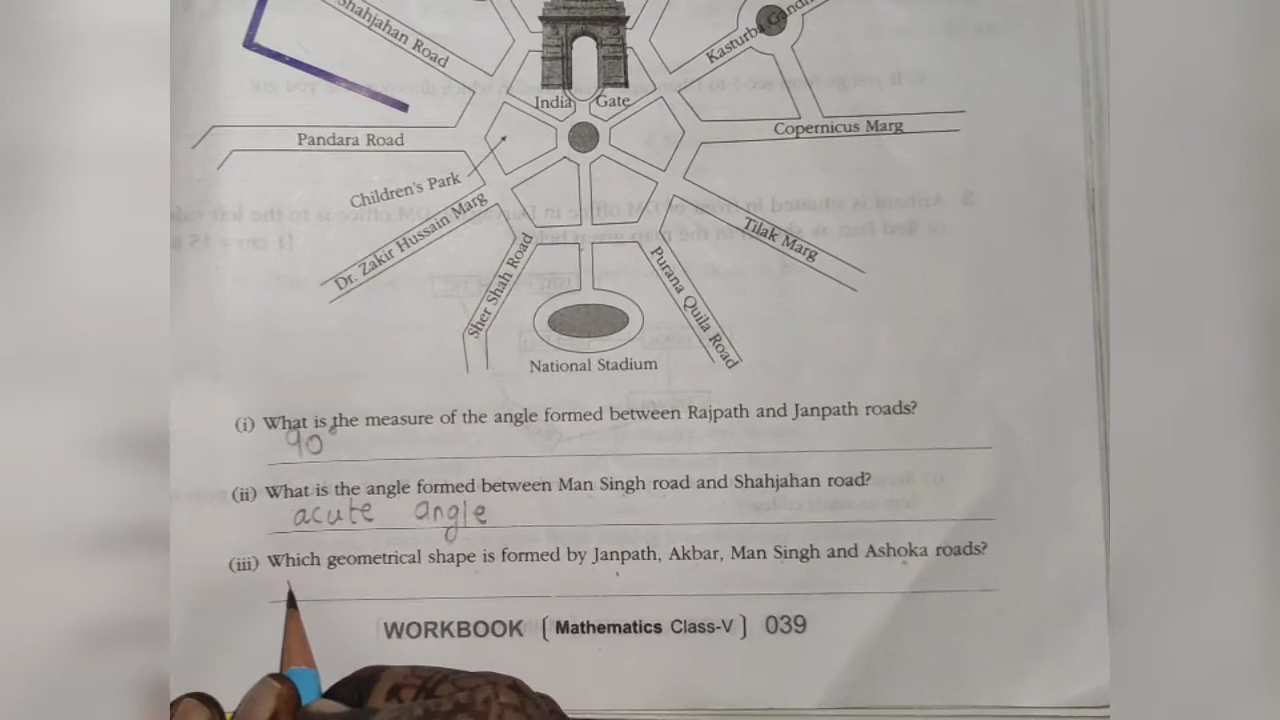 Shahjahan Road
Kasturba Gandhi
India Gate
Pandara Road
Copernicus Marg
Children's Park
Dr. Zakir Hussain Marg
Tilak Marg
Sher Shah Road
Purana Quila Road
National Stadium
(i) What is the measure of the angle formed between Rajpath and Janpath roads?
90°
(ii) What is the angle formed between Man Singh road and Shahjahan road?
acute angle
(iii) Which geometrical shape is formed by Janpath, Akbar, Man Singh and Ashoka roads?
WORKBOOK [ Mathematics Class-V ] 039